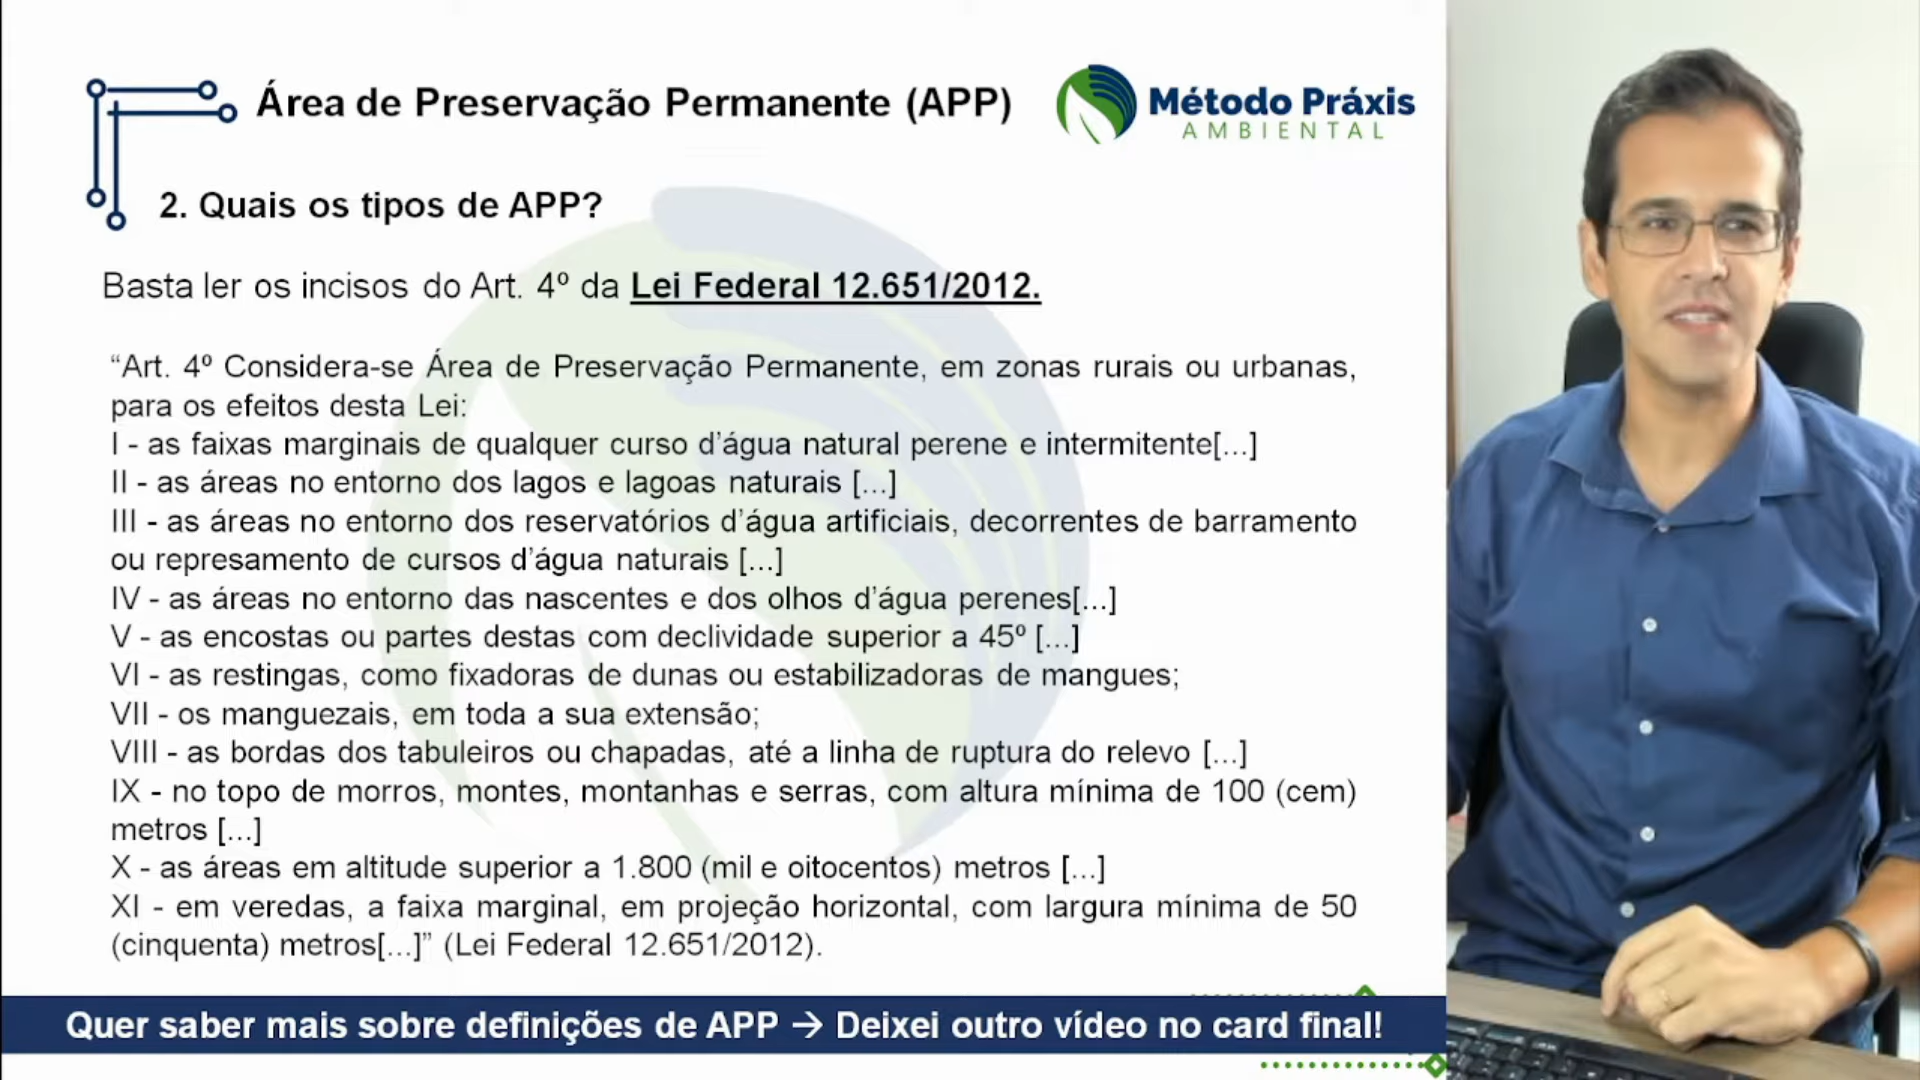 Área de Preservação Permanente (APP)
Método Práxis
AMBIENTAL
2. Quais os tipos de APP?
Basta ler os incisos do Art. 4º da Lei Federal 12.651/2012.
“Art. 4º Considera-se Área de Preservação Permanente, em zonas rurais ou urbanas,
para os efeitos desta Lei:
I - as faixas marginais de qualquer curso d’água natural perene e intermitente[...]
II - as áreas no entorno dos lagos e lagoas naturais [...]
III - as áreas no entorno dos reservatórios d’água artificiais, decorrentes de barramento
ou represamento de cursos d’água naturais [...]
IV - as áreas no entorno das nascentes e dos olhos d’água perenes[...]
V - as encostas ou partes destas com declividade superior a 45º [...]
VI - as restingas, como fixadoras de dunas ou estabilizadoras de mangues;
VII - os manguezais, em toda a sua extensão;
VIII - as bordas dos tabuleiros ou chapadas, até a linha de ruptura do relevo [...]
IX - no topo de morros, montes, montanhas e serras, com altura mínima de 100 (cem)
metros [...]
X - as áreas em altitude superior a 1.800 (mil e oitocentos) metros [...]
XI - em veredas, a faixa marginal, em projeção horizontal, com largura mínima de 50
(cinquenta) metros[...]” (Lei Federal 12.651/2012).
Quer saber mais sobre definições de APP → Deixei outro vídeo no card final!